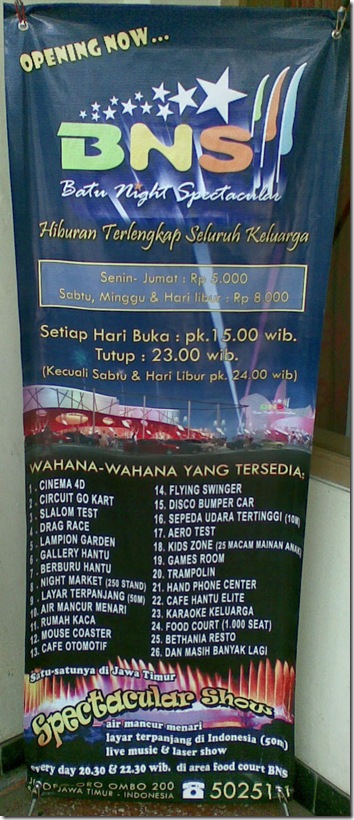 OPENING NOW...
BNS
Batu Night Spectacular
Hiburan Terlengkap Seluruh Keluarga
Senin- Jumat : Rp 5.000
Sabtu, Minggu & Hari libur : Rp 8.000
Setiap Hari Buka : pk.15.00 wib.
Tutup : 23.00 wib.
(Kecuali Sabtu & Hari Libur pk. 24.00 wib)
BNS
WAHANA-WAHANA YANG TERSEDIA:
1 . CINEMA 4D
2 . CIRCUIT GO KART
3 . SLALOM TEST
4 . DRAG RACE
5 . LAMPION GARDEN
6 . GALLERY HANTU
7 . BERBURU HANTU
8 . NIGHT MARKET (250 STAND)
9 . LAYAR TERPANJANG (50M)
10. AIR MANCUR MENARI
11. RUMAH KACA
12. MOUSE COASTER
13. CAFE OTOMOTIF
14. FLYING SWINGER
15. DISCO BUMPER CAR
16. SEPEDA UDARA TERTINGGI (10M)
17. AERO TEST
18. KIDS ZONE (25 MACAM MAINAN ANAK)
19. GAMES ROOM
20. TRAMPOLIN
21. HAND PHONE CENTER
22. CAFE HANTU ELITE
23. KARAOKE KELUARGA
24. FOOD COURT (1.000 SEAT)
25. BETHANIA RESTO
26. DAN MASIH BANYAK LAGI
Satu-satunya di Jawa Timur
Spectacular Show
air mancur menari
layar terpanjang di Indonesia (50m)
live music & laser show
every day 20.30 & 22.30 wib. di area food court BNS
OMBO 200
JAWA TIMUR - INDONESIA